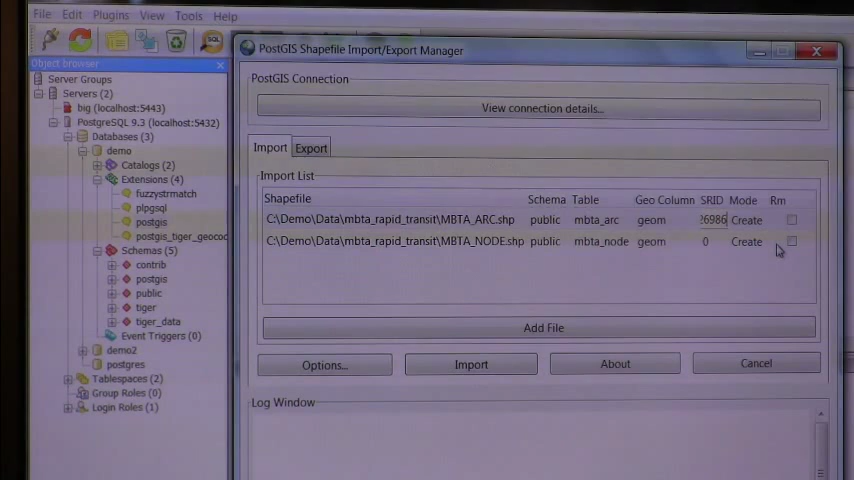 File Edit Plugins View Tools Help
PostGIS Shapefile Import/Export Manager
Object browser
Server Groups
Servers (2)
big (localhost:5443)
PostgreSQL 9.3 (localhost:5432)
Databases (3)
demo
Catalogs (2)
Extensions (4)
fuzzystrmatch
plpgsql
postgis
postgis_tiger_geocod
Schemas (5)
contrib
postgis
public
tiger
tiger_data
Event Triggers (0)
demo2
postgres
Tablespaces (2)
Group Roles (0)
Login Roles (1)
PostGIS Connection
View connection details...
Import Export
Import List
Shapefile Schema Table Geo Column SRID Mode Rm
C:\Demo\Data\mbta_rapid_transit\MBTA_ARC.shp public mbta_arc geom 26986 Create
C:\Demo\Data\mbta_rapid_transit\MBTA_NODE.shp public mbta_node geom 0 Create
Add File
Options... Import About Cancel
Log Window